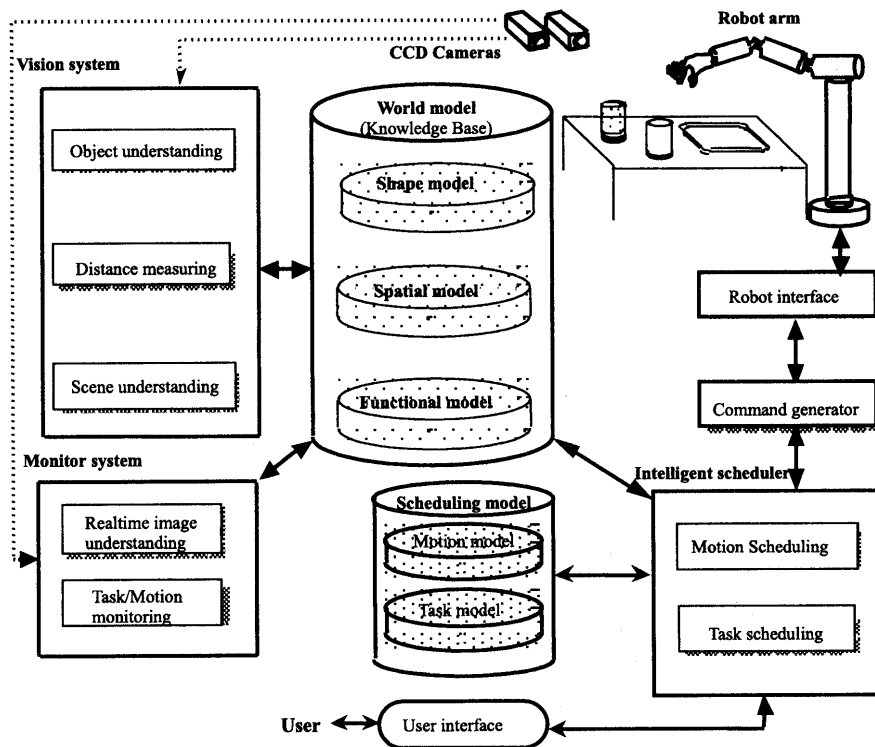 Robot arm
CCD Cameras
Vision system
Object understanding
Distance measuring
Scene understanding
World model
(Knowledge Base)
Shape model
Spatial model
Functional model
Robot interface
Command generator
Monitor system
Realtime image
understanding
Task/Motion
monitoring
Scheduling model
Motion model
Task model
Intelligent scheduler
Motion Scheduling
Task scheduling
User
User interface